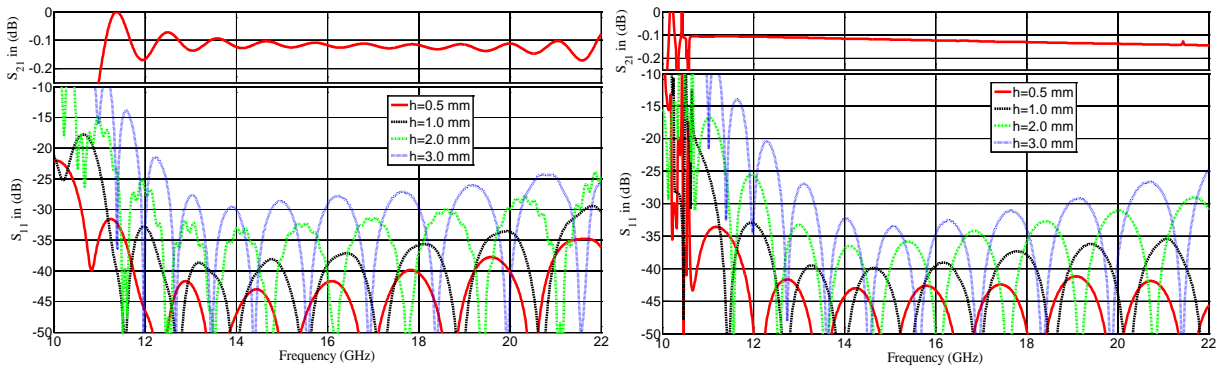 0
-0.1
-0.2
S21 in (dB)
-10
-15
-20
-25
-30
-35
-40
-45
-50
S11 in (dB)
h=0.5 mm
h=1.0 mm
h=2.0 mm
h=3.0 mm
10 12 14 16 18 20 22
Frequency (GHz)
0
-0.1
-0.2
S21 in (dB)
-10
-15
-20
-25
-30
-35
-40
-45
-50
S11 in (dB)
h=0.5 mm
h=1.0 mm
h=2.0 mm
h=3.0 mm
10 12 14 16 18 20 22
Frequency (GHz)